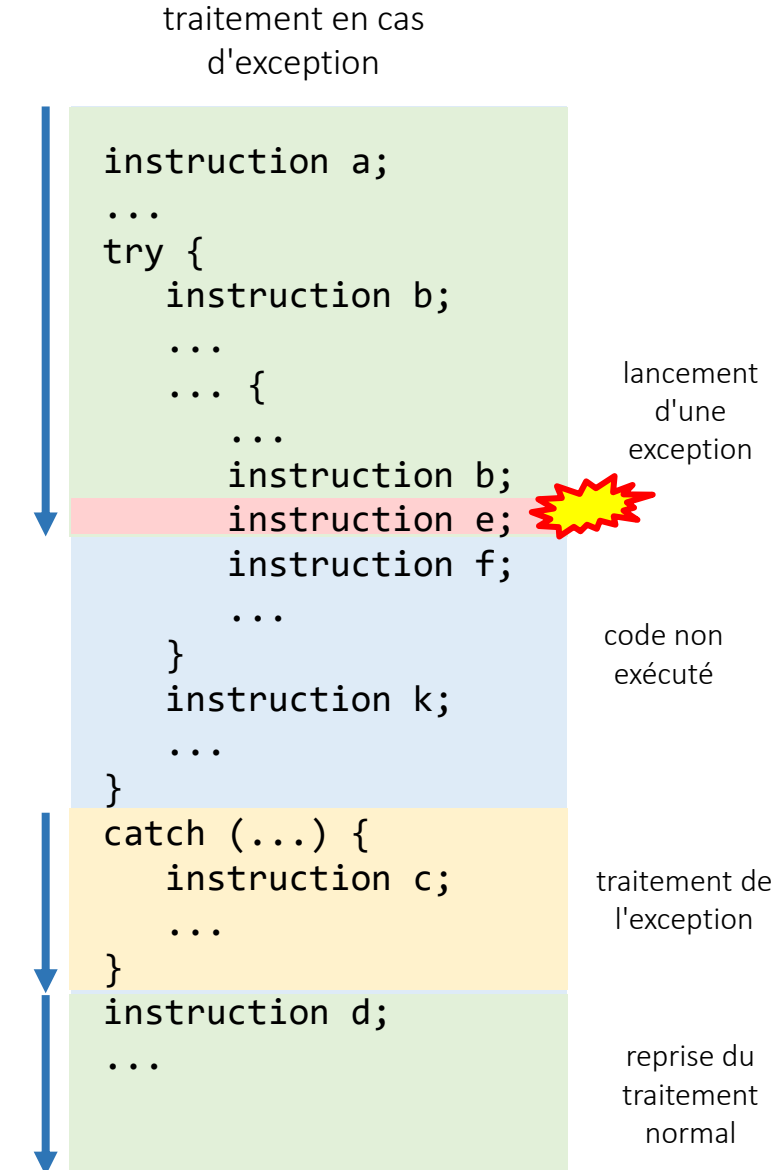 traitement en cas
d'exception
instruction a;
...
try {
instruction b;
...
... {
lancement
d'une
exception
...
instruction b;
instruction e;
instruction f;
...
}
code non
exécuté
instruction k;
...
}
catch (...) {
instruction c;
...
}
traitement de
l'exception
instruction d;
...
reprise du
traitement
normal